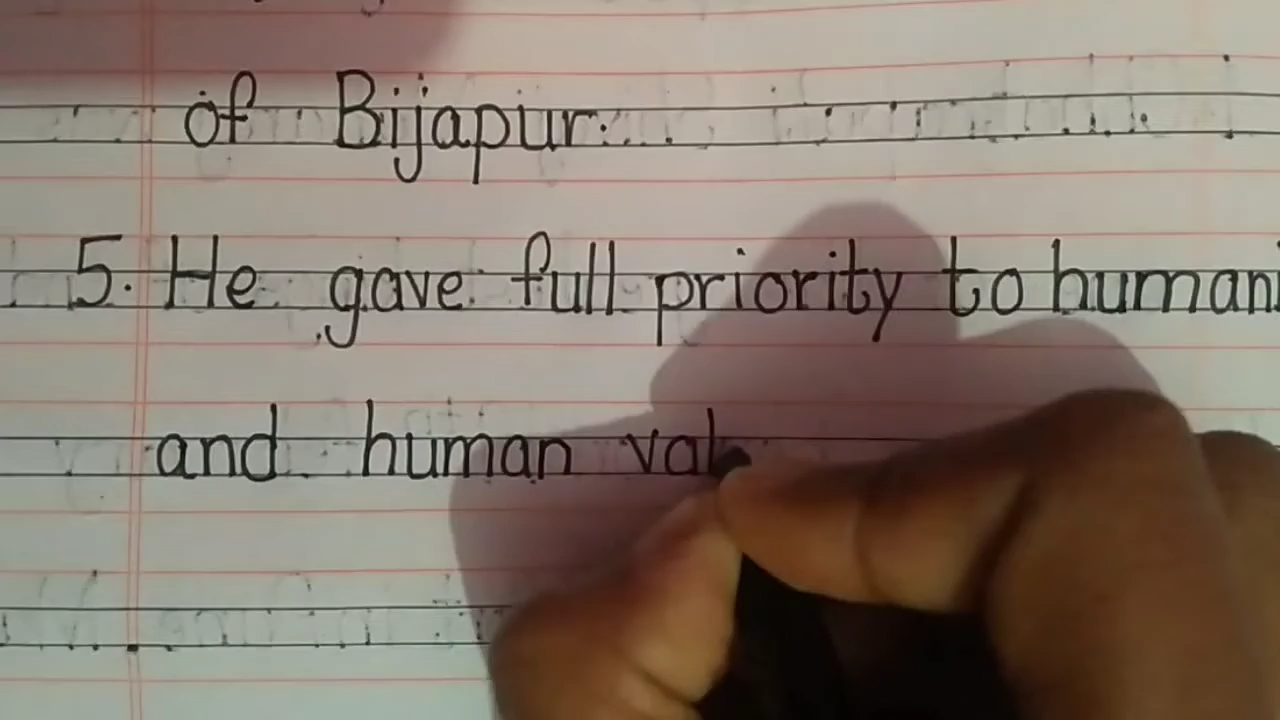 of Bijapur.
5. He gave full priority to humani
and human val